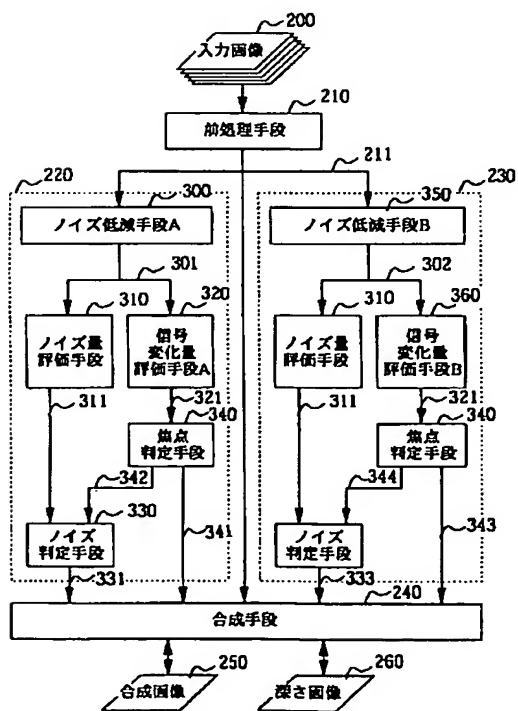 200
入力画像
210
前処理手段
211
220
230
300
ノイズ低減手段A
350
ノイズ低減手段B
301
302
310
ノイズ量
評価手段
320
信号
変化量
評価手段A
310
ノイズ量
評価手段
360
信号
変化量
評価手段B
311
321
311
321
340
焦点
判定手段
340
焦点
判定手段
342
344
330
ノイズ
判定手段
341
330
ノイズ
判定手段
343
331
333
240
合成手段
250
合成画像
260
深さ画像